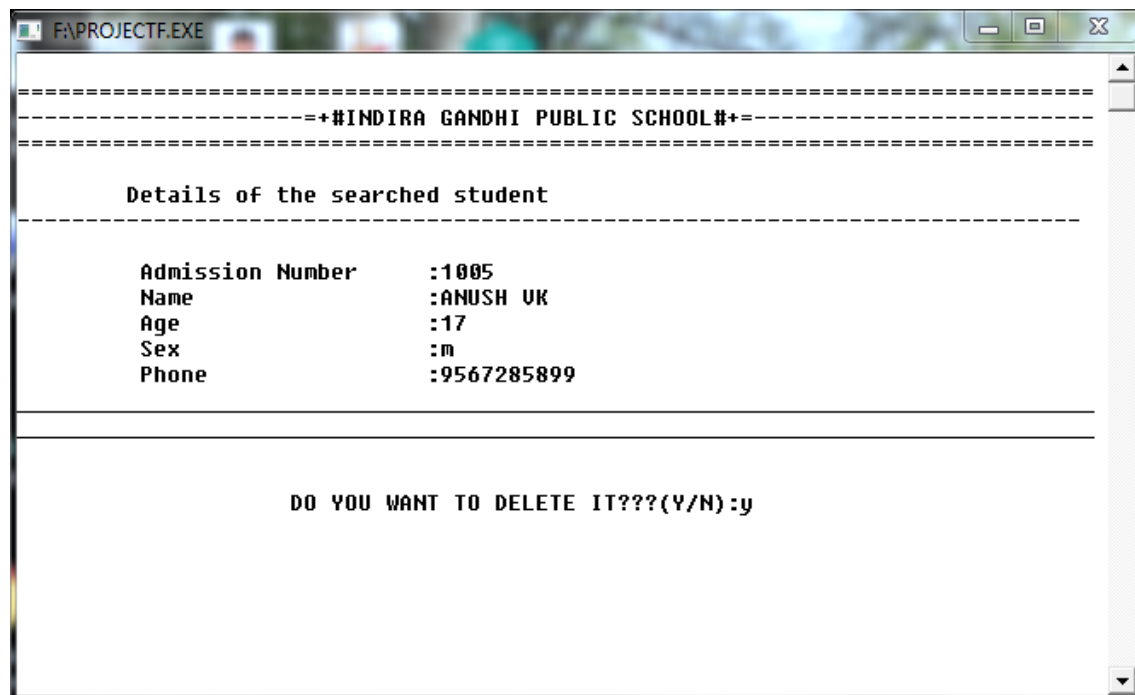 F:\PROJECTF.EXE
================================================================================
---------------------=+#INDIRA GANDHI PUBLIC SCHOOL#+=-------------------------
================================================================================
Details of the searched student
------------------------------------------------------------------------------
Admission Number :1005
Name :ANUSH VK
Age :17
Sex :m
Phone :9567285899
DO YOU WANT TO DELETE IT???(Y/N):y